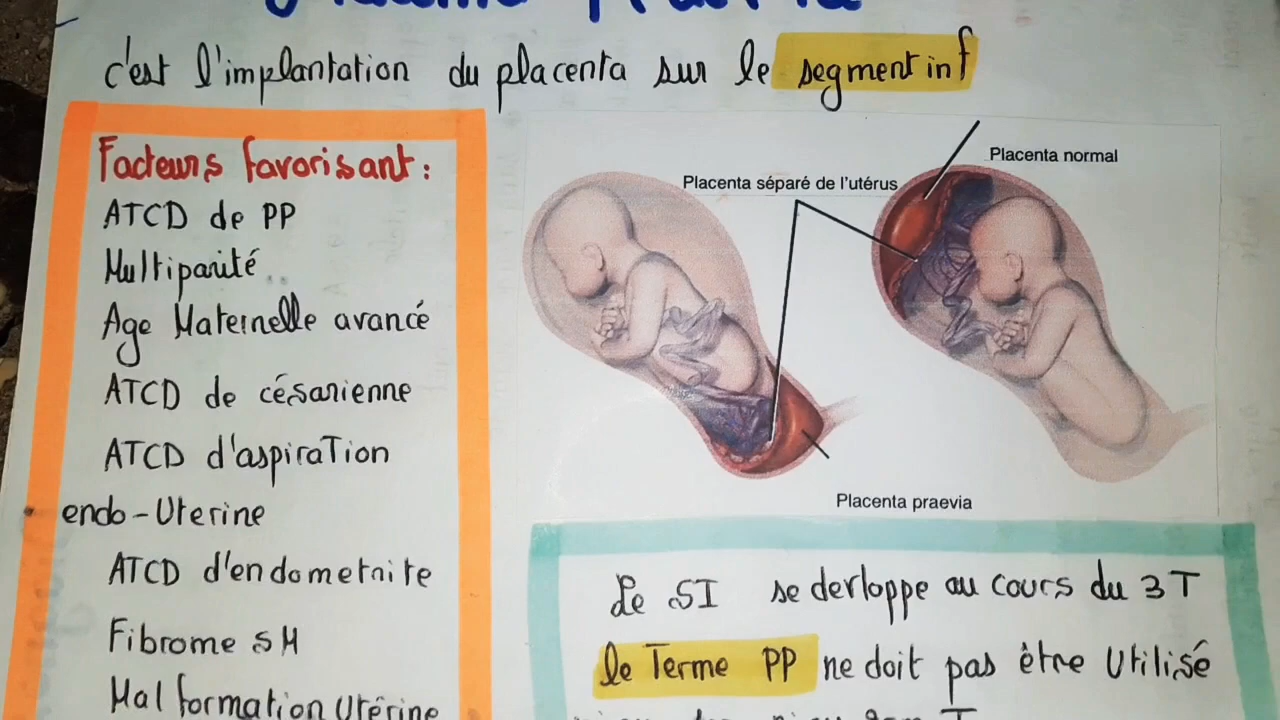 c'est l'implantation du placenta sur le segment inf
Facteurs favorisant :
ATCD de PP
Multiparité
Age Maternelle avancé
ATCD de césarienne
ATCD d'aspiration
endo-Uterine
ATCD d'endometrite
Fibrome SM
Malformation Utérine
Placenta normal
Placenta séparé de l'utérus
Placenta praevia
Le SI se derloppe au cours du 3T
le Terme PP ne doit pas être Utilisé